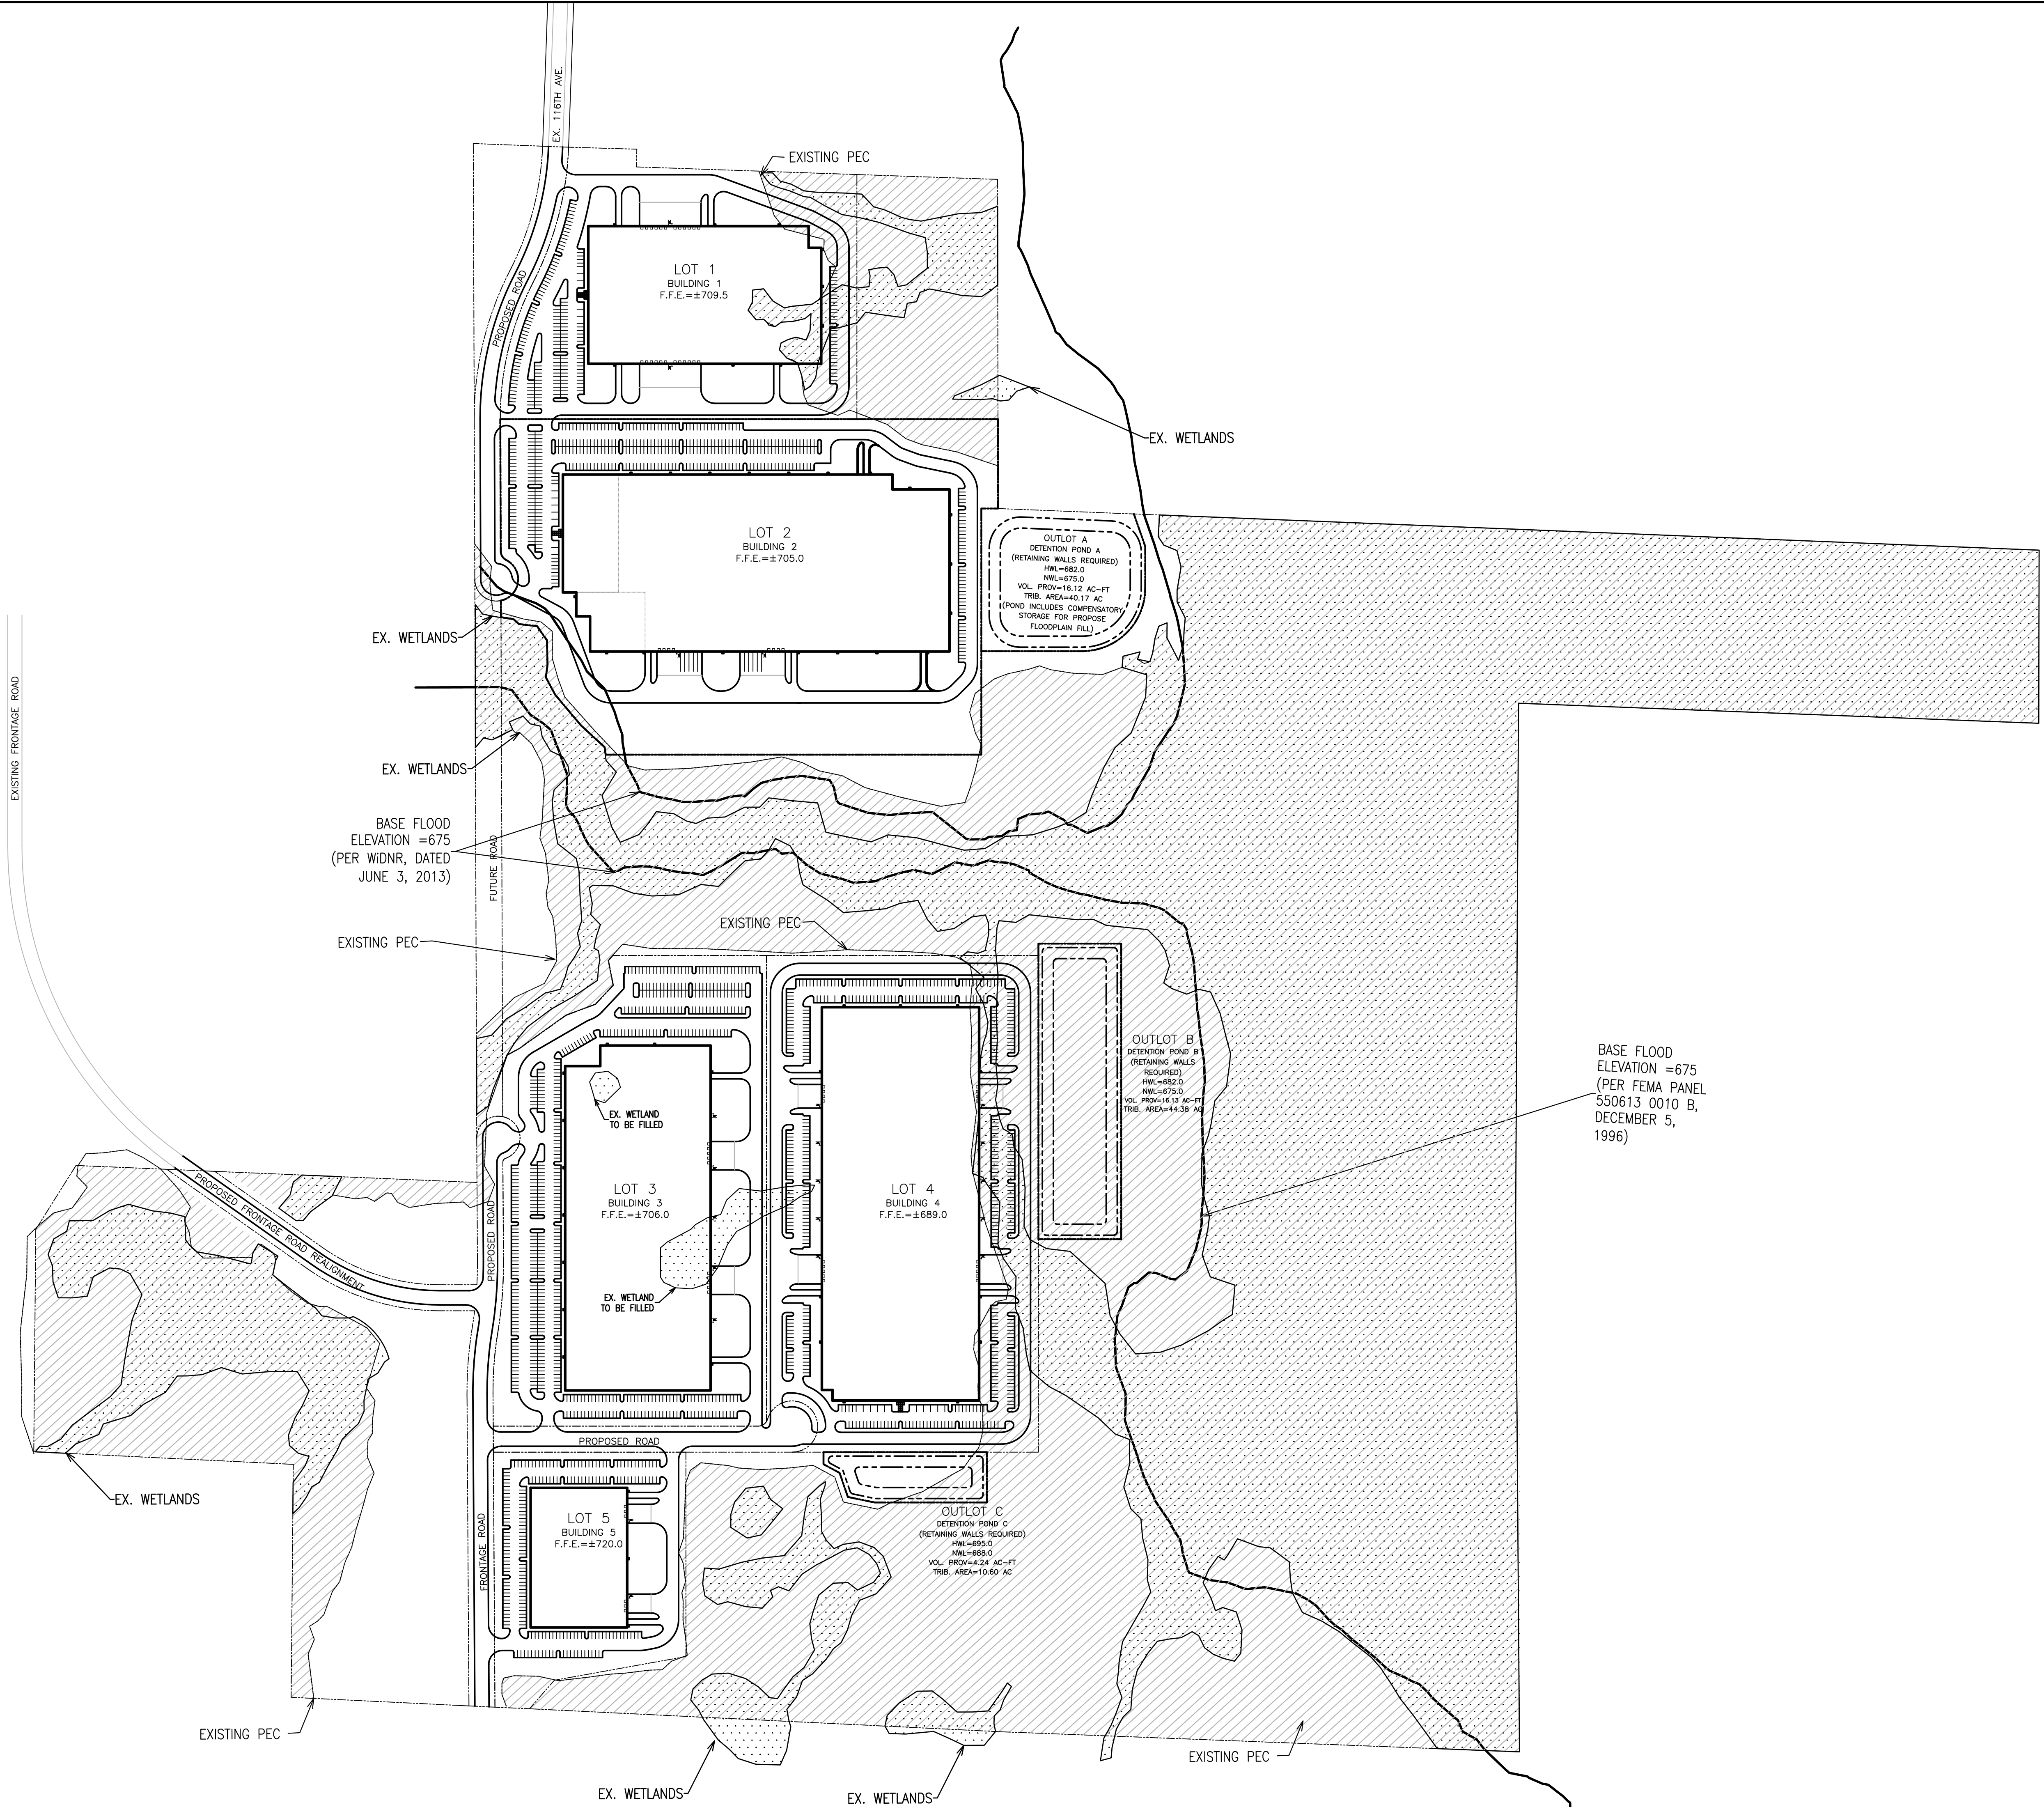 EX. 116TH AVE.
EXISTING PEC
PROPOSED ROAD
LOT 1
BUILDING 1
F.F.E.=±709.5
EX. WETLANDS
LOT 2
BUILDING 2
F.F.E.=±705.0
OUTLOT A
DETENTION POND A
(RETAINING WALLS REQUIRED)
HWL=682.0
NWL=675.0
VOL. PROV=16.12 AC-FT
TRIB. AREA=40.17 AC
(POND INCLUDES COMPENSATORY
STORAGE FOR PROPOSE
FLOODPLAIN FILL)
EX. WETLANDS
EXISTING FRONTAGE ROAD
EX. WETLANDS
BASE FLOOD
ELEVATION =675
(PER WiDNR, DATED
JUNE 3, 2013)
FUTURE ROAD
EXISTING PEC
EXISTING PEC
OUTLOT B
DETENTION POND B
(RETAINING WALLS
REQUIRED)
HWL=682.0
NWL=675.0
VOL. PROV=16.13 AC-FT
TRIB. AREA=44.38 AC
BASE FLOOD
ELEVATION =675
(PER FEMA PANEL
550613 0010 B,
DECEMBER 5,
1996)
EX. WETLAND
TO BE FILLED
LOT 3
BUILDING 3
F.F.E.=±706.0
LOT 4
BUILDING 4
F.F.E.=±689.0
PROPOSED FRONTAGE ROAD REALIGNMENT
PROPOSED ROAD
EX. WETLAND
TO BE FILLED
PROPOSED ROAD
EX. WETLANDS
LOT 5
BUILDING 5
F.F.E.=±720.0
FRONTAGE ROAD
OUTLOT C
DETENTION POND C
(RETAINING WALLS REQUIRED)
HWL=695.0
NWL=688.0
VOL. PROV=4.24 AC-FT
TRIB. AREA=10.60 AC
EXISTING PEC
EXISTING PEC
EX. WETLANDS
EX. WETLANDS